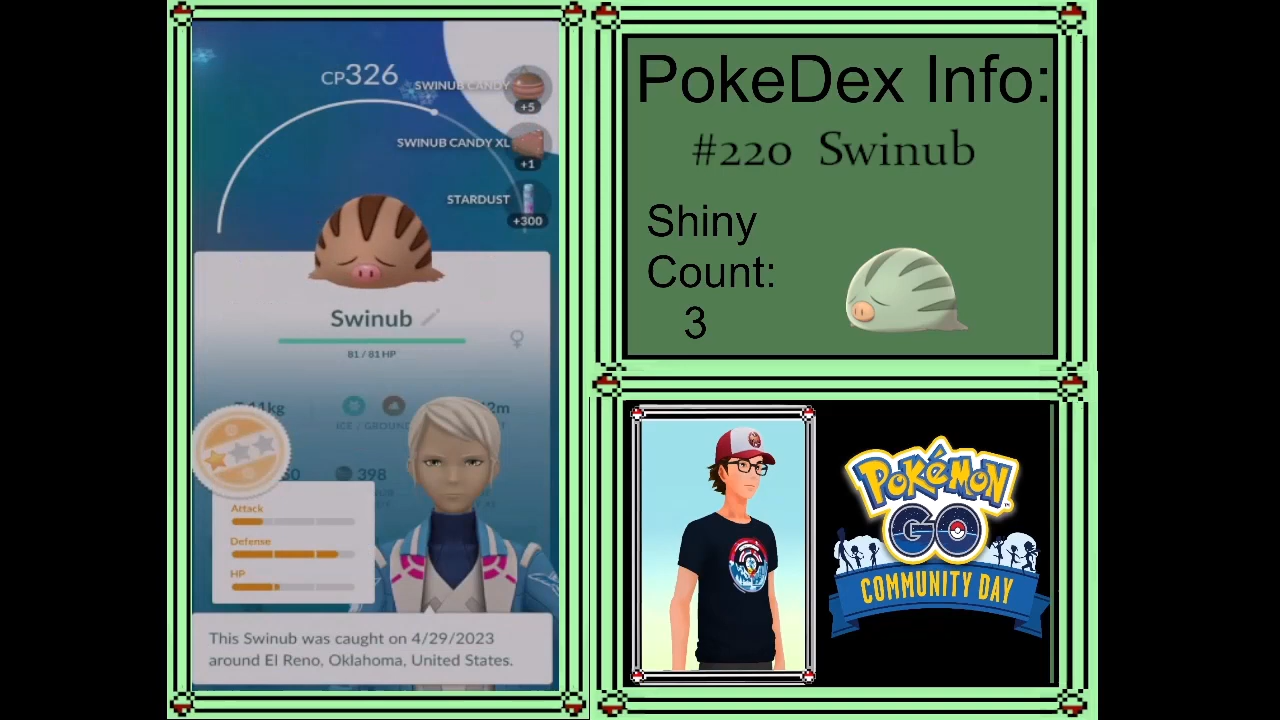 CP326
SWINUB CANDY
+5
SWINUB CANDY XL
+1
STARDUST
+300
Swinub
81 / 81 HP
ICE / GROUND
398
Attack
Defense
HP
This Swinub was caught on 4/29/2023
around El Reno, Oklahoma, United States.
PokeDex Info:
#220 Swinub
Shiny
Count:
3
POKéMON
GO
COMMUNITY DAY